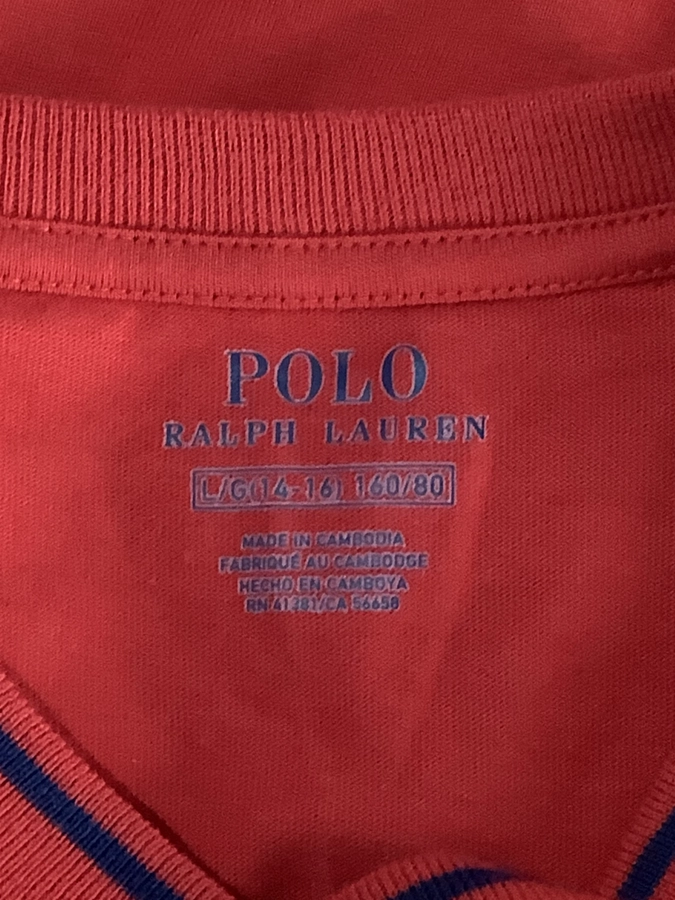 POLO
RALPH LAUREN
L/G(14-16) 160/80
MADE IN CAMBODIA
FABRIQUÉ AU CAMBODGE
HECHO EN CAMBOYA
RN 41381/CA 56658